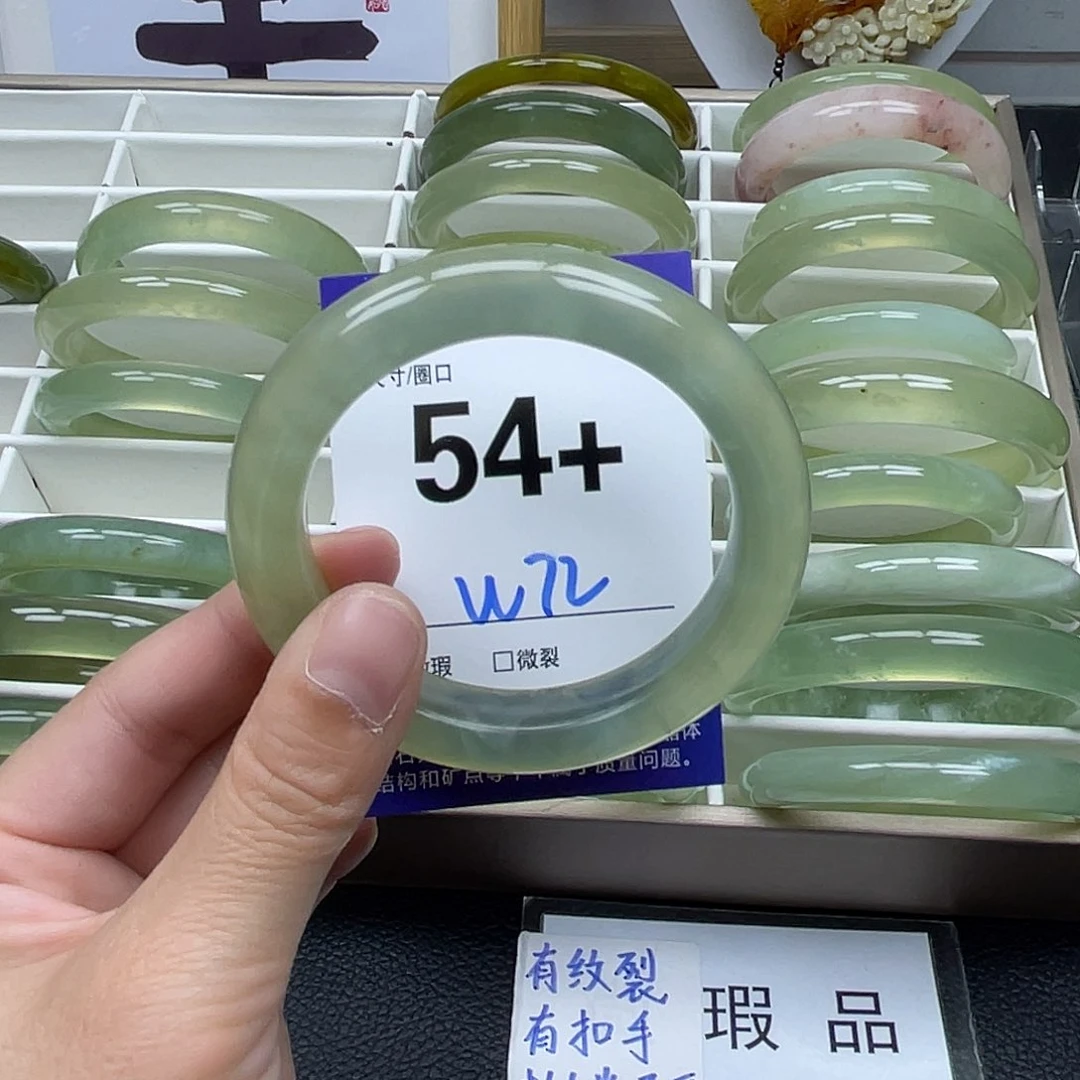 寸/圈口
54+
W72
瑕 □微裂
结构和矿点等，不属于质量问题。
有纹裂
有扣手
瑕 品